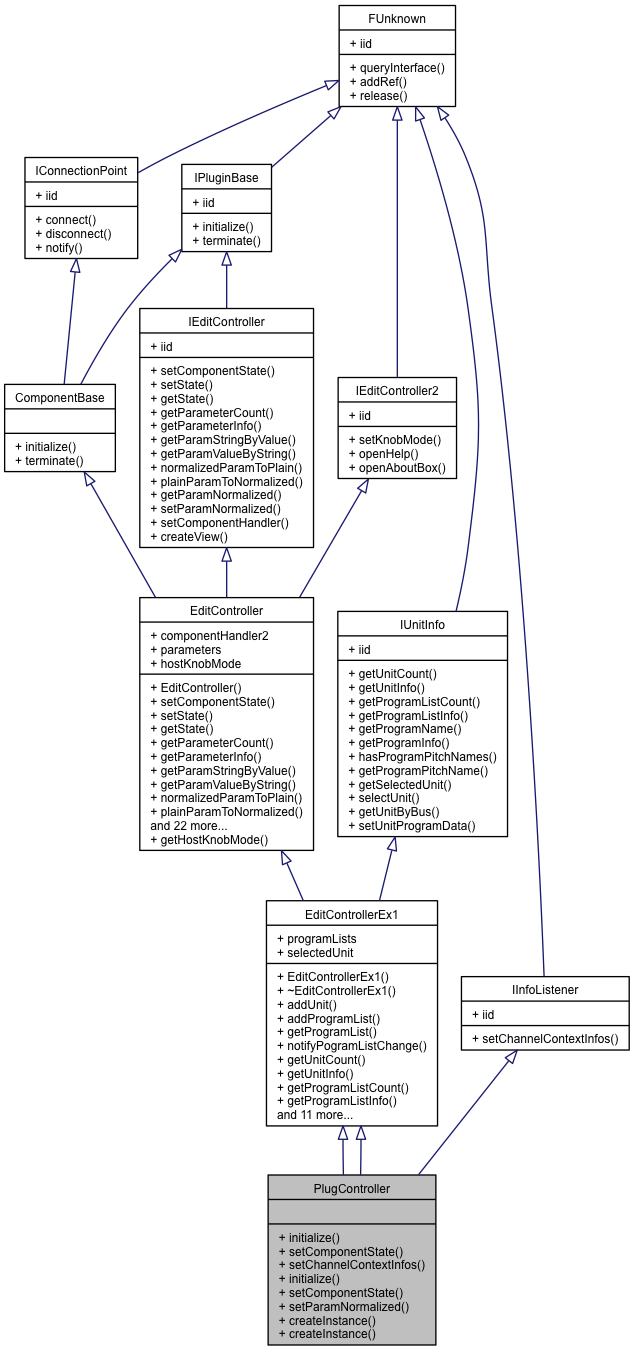 FUnknown
+ iid
+ queryInterface()
+ addRef()
+ release()
IConnectionPoint
+ iid
+ connect()
+ disconnect()
+ notify()
IPluginBase
+ iid
+ initialize()
+ terminate()
IEditController
+ iid
+ setComponentState()
+ setState()
+ getState()
+ getParameterCount()
+ getParameterInfo()
+ getParamStringByValue()
+ getParamValueByString()
+ normalizedParamToPlain()
+ plainParamToNormalized()
+ getParamNormalized()
+ setParamNormalized()
+ setComponentHandler()
+ createView()
ComponentBase
+ initialize()
+ terminate()
IEditController2
+ iid
+ setKnobMode()
+ openHelp()
+ openAboutBox()
EditController
+ componentHandler2
+ parameters
+ hostKnobMode
+ EditController()
+ setComponentState()
+ setState()
+ getState()
+ getParameterCount()
+ getParameterInfo()
+ getParamStringByValue()
+ getParamValueByString()
+ normalizedParamToPlain()
+ plainParamToNormalized()
and 22 more...
+ getHostKnobMode()
IUnitInfo
+ iid
+ getUnitCount()
+ getUnitInfo()
+ getProgramListCount()
+ getProgramListInfo()
+ getProgramName()
+ getProgramInfo()
+ hasProgramPitchNames()
+ getProgramPitchName()
+ getSelectedUnit()
+ selectUnit()
+ getUnitByBus()
+ setUnitProgramData()
EditControllerEx1
+ programLists
+ selectedUnit
+ EditControllerEx1()
+ ~EditControllerEx1()
+ addUnit()
+ addProgramList()
+ getProgramList()
+ notifyPogramListChange()
+ getUnitCount()
+ getUnitInfo()
+ getProgramListCount()
+ getProgramListInfo()
and 11 more...
IInfoListener
+ iid
+ setChannelContextInfos()
PlugController
+ initialize()
+ setComponentState()
+ setChannelContextInfos()
+ initialize()
+ setComponentState()
+ setParamNormalized()
+ createInstance()
+ createInstance()